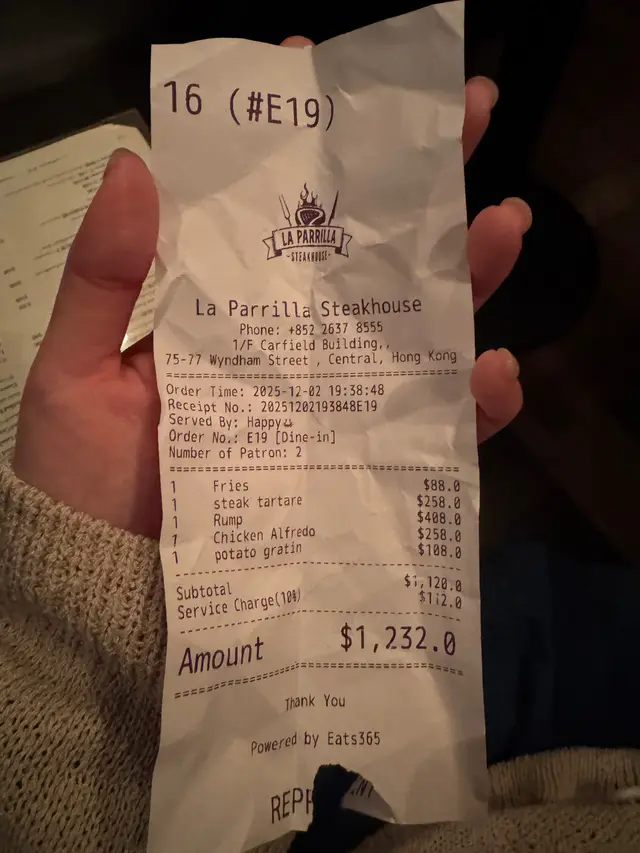 16 (#E19)
LA PARRILLA
STEAKHOUSE
La Parrilla Steakhouse
Phone: +852 2637 8555
1/F Carfield Building,,
75-77 Wyndham Street , Central, Hong Kong
Order Time: 2025-12-02 19:38:48
Receipt No.: 20251202193848E19
Served By: Happy
Order No.: E19 [Dine-in]
Number of Patron: 2
1 Fries $88.0
1 steak tartare $258.0
1 Rump $408.0
1 Chicken Alfredo $258.0
1 potato gratin $108.0
Subtotal $1,120.0
Service Charge(10%) $112.0
Amount $1,232.0
Thank You
Powered by Eats365